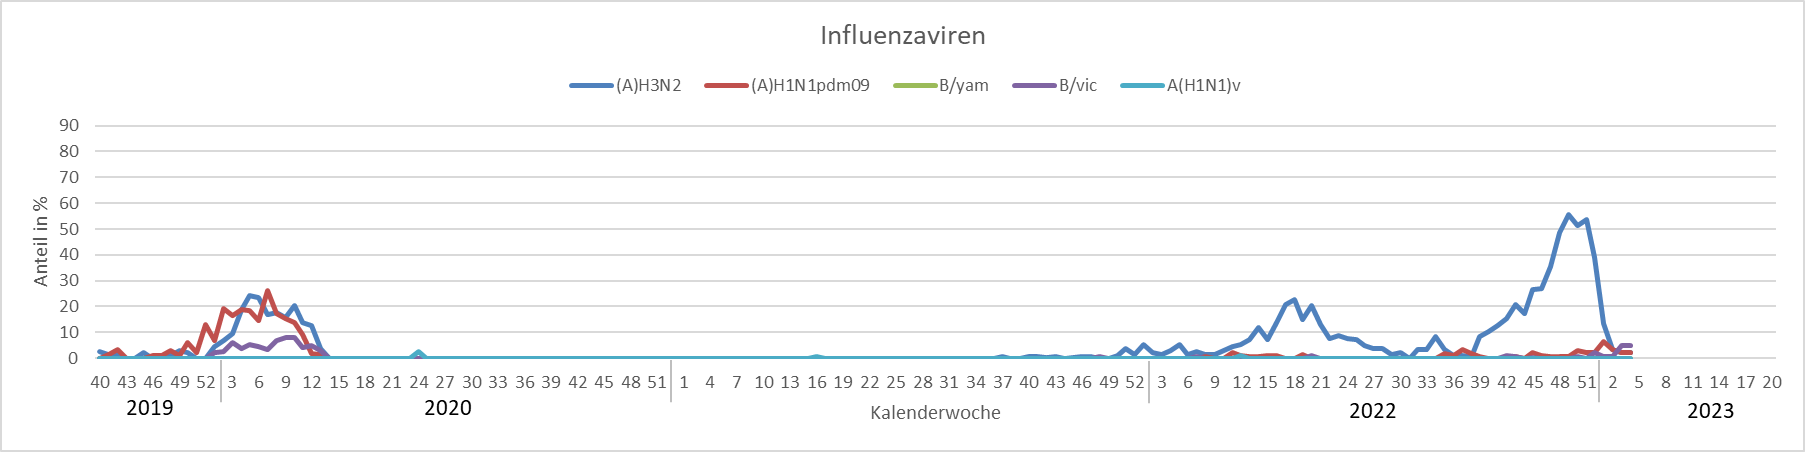 Influenzaviren
(A)H3N2 (A)H1N1pdm09 B/yam B/vic A(H1N1)v
Anteil in %
90
80
70
60
50
40
30
20
10
0
40 43 46 49 52 3 6 9 12 15 18 21 24 27 30 33 36 39 42 45 48 51 1 4 7 10 13 16 19 22 25 28 31 34 37 40 43 46 49 52 3 6 9 12 15 18 21 24 27 30 33 36 39 42 45 48 51 2 5 8 11 14 17 20
2019 2020 Kalenderwoche 2022 2023